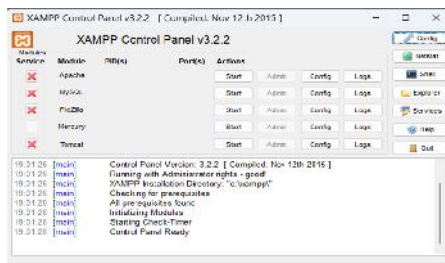 XAMPP Control Panel v3.2.2 [ Compiled: Nov 12th 2015 ]
XAMPP Control Panel v3.2.2
Config
Modules
Service Module PID(s) Port(s) Actions
Netstat
Apache Start Admin Config Logs
Shell
MySQL Start Admin Config Logs
Explorer
FileZilla Start Admin Config Logs
Services
Mercury Start Admin Config Logs
Help
Tomcat Start Admin Config Logs
Quit
19:01:26 [main] Control Panel Version: 3.2.2 [ Compiled: Nov 12th 2015 ]
19:01:26 [main] Running with Administrator rights - good!
19:01:26 [main] XAMPP Installation Directory: "c:\xampp\"
19:01:26 [main] Checking for prerequisites
19:01:26 [main] All prerequisites found
19:01:26 [main] Initializing Modules
19:01:26 [main] Starting Check-Timer
19:01:26 [main] Control Panel Ready